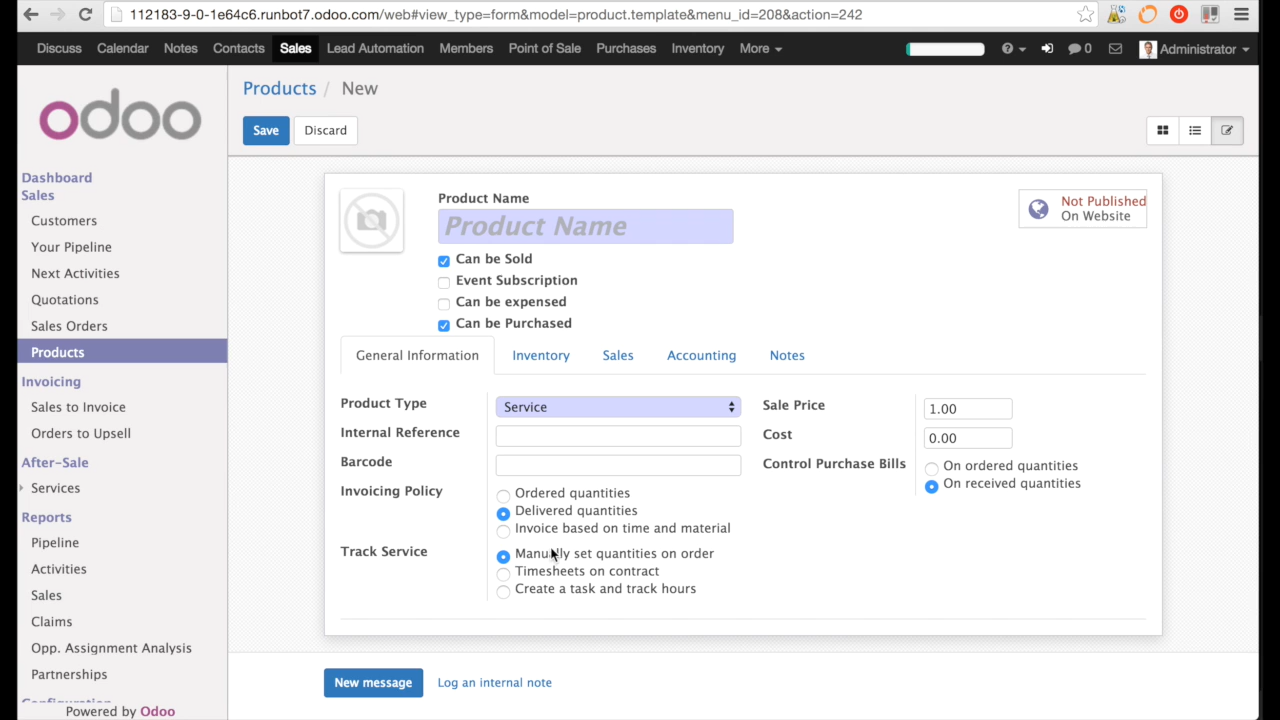 112183-9-0-1e64c6.runbot7.odoo.com/web#view_type=form&model=product.template&menu_id=208&action=242
Discuss Calendar Notes Contacts Sales Lead Automation Members Point of Sale Purchases Inventory More 0 Administrator
odoo
Dashboard
Sales
Customers
Your Pipeline
Next Activities
Quotations
Sales Orders
Products
Invoicing
Sales to Invoice
Orders to Upsell
After-Sale
Services
Reports
Pipeline
Activities
Sales
Claims
Opp. Assignment Analysis
Partnerships
Configuration
Powered by Odoo
Products / New
Save Discard
Product Name
Product Name
Not Published
On Website
Can be Sold
Event Subscription
Can be expensed
Can be Purchased
General Information Inventory Sales Accounting Notes
Product Type Service
Internal Reference
Barcode
Invoicing Policy Ordered quantities
Delivered quantities
Invoice based on time and material
Track Service Manually set quantities on order
Timesheets on contract
Create a task and track hours
Sale Price 1.00
Cost 0.00
Control Purchase Bills On ordered quantities
On received quantities
New message Log an internal note